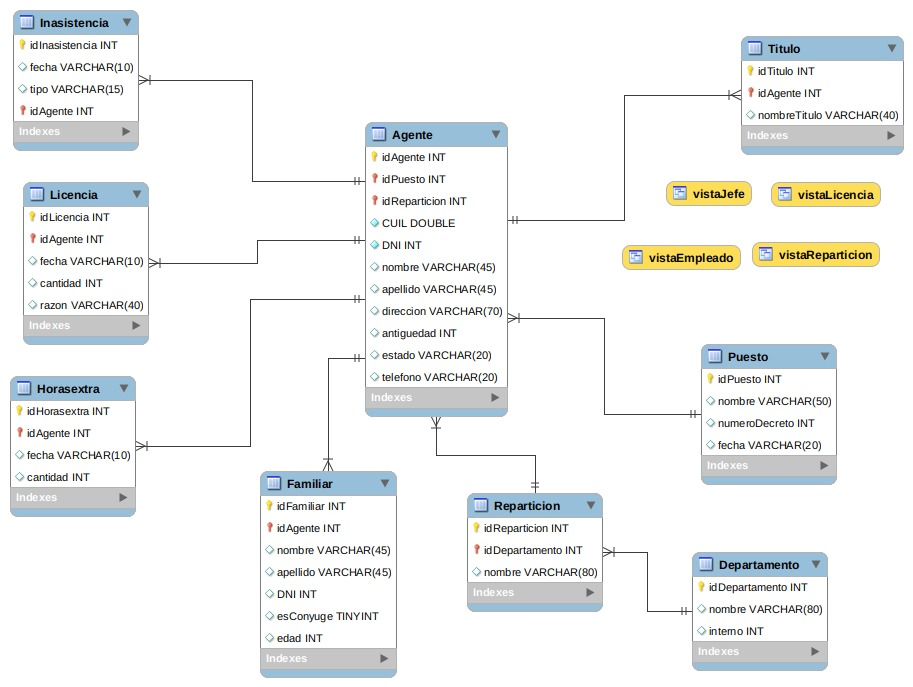 Inasistencia
idInasistencia INT
fecha VARCHAR(10)
tipo VARCHAR(15)
idAgente INT
Indexes
Licencia
idLicencia INT
idAgente INT
fecha VARCHAR(10)
cantidad INT
razon VARCHAR(40)
Indexes
Horasextra
idHorasextra INT
idAgente INT
fecha VARCHAR(10)
cantidad INT
Indexes
Agente
idAgente INT
idPuesto INT
idReparticion INT
CUIL DOUBLE
DNI INT
nombre VARCHAR(45)
apellido VARCHAR(45)
direccion VARCHAR(70)
antiguedad INT
estado VARCHAR(20)
telefono VARCHAR(20)
Indexes
Familiar
idFamiliar INT
idAgente INT
nombre VARCHAR(45)
apellido VARCHAR(45)
DNI INT
esConyuge TINYINT
edad INT
Indexes
Titulo
idTitulo INT
idAgente INT
nombreTitulo VARCHAR(40)
Indexes
vistaJefe
vistaLicencia
vistaEmpleado
vistaReparticion
Puesto
idPuesto INT
nombre VARCHAR(50)
numeroDecreto INT
fecha VARCHAR(20)
Indexes
Reparticion
idReparticion INT
idDepartamento INT
nombre VARCHAR(80)
Indexes
Departamento
idDepartamento INT
nombre VARCHAR(80)
interno INT
Indexes